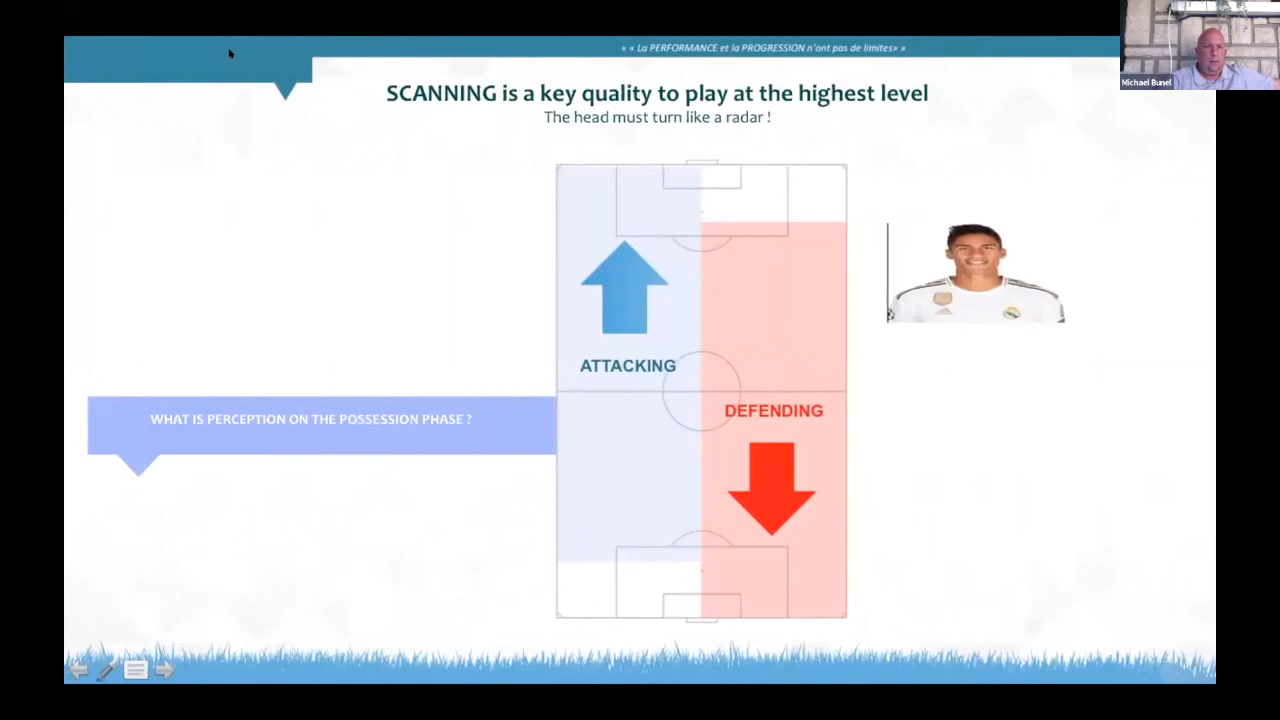 « « La PERFORMANCE et la PROGRESSION n'ont pas de limites» »
Michael Bunel
SCANNING is a key quality to play at the highest level
The head must turn like a radar !
ATTACKING
DEFENDING
WHAT IS PERCEPTION ON THE POSSESSION PHASE ?